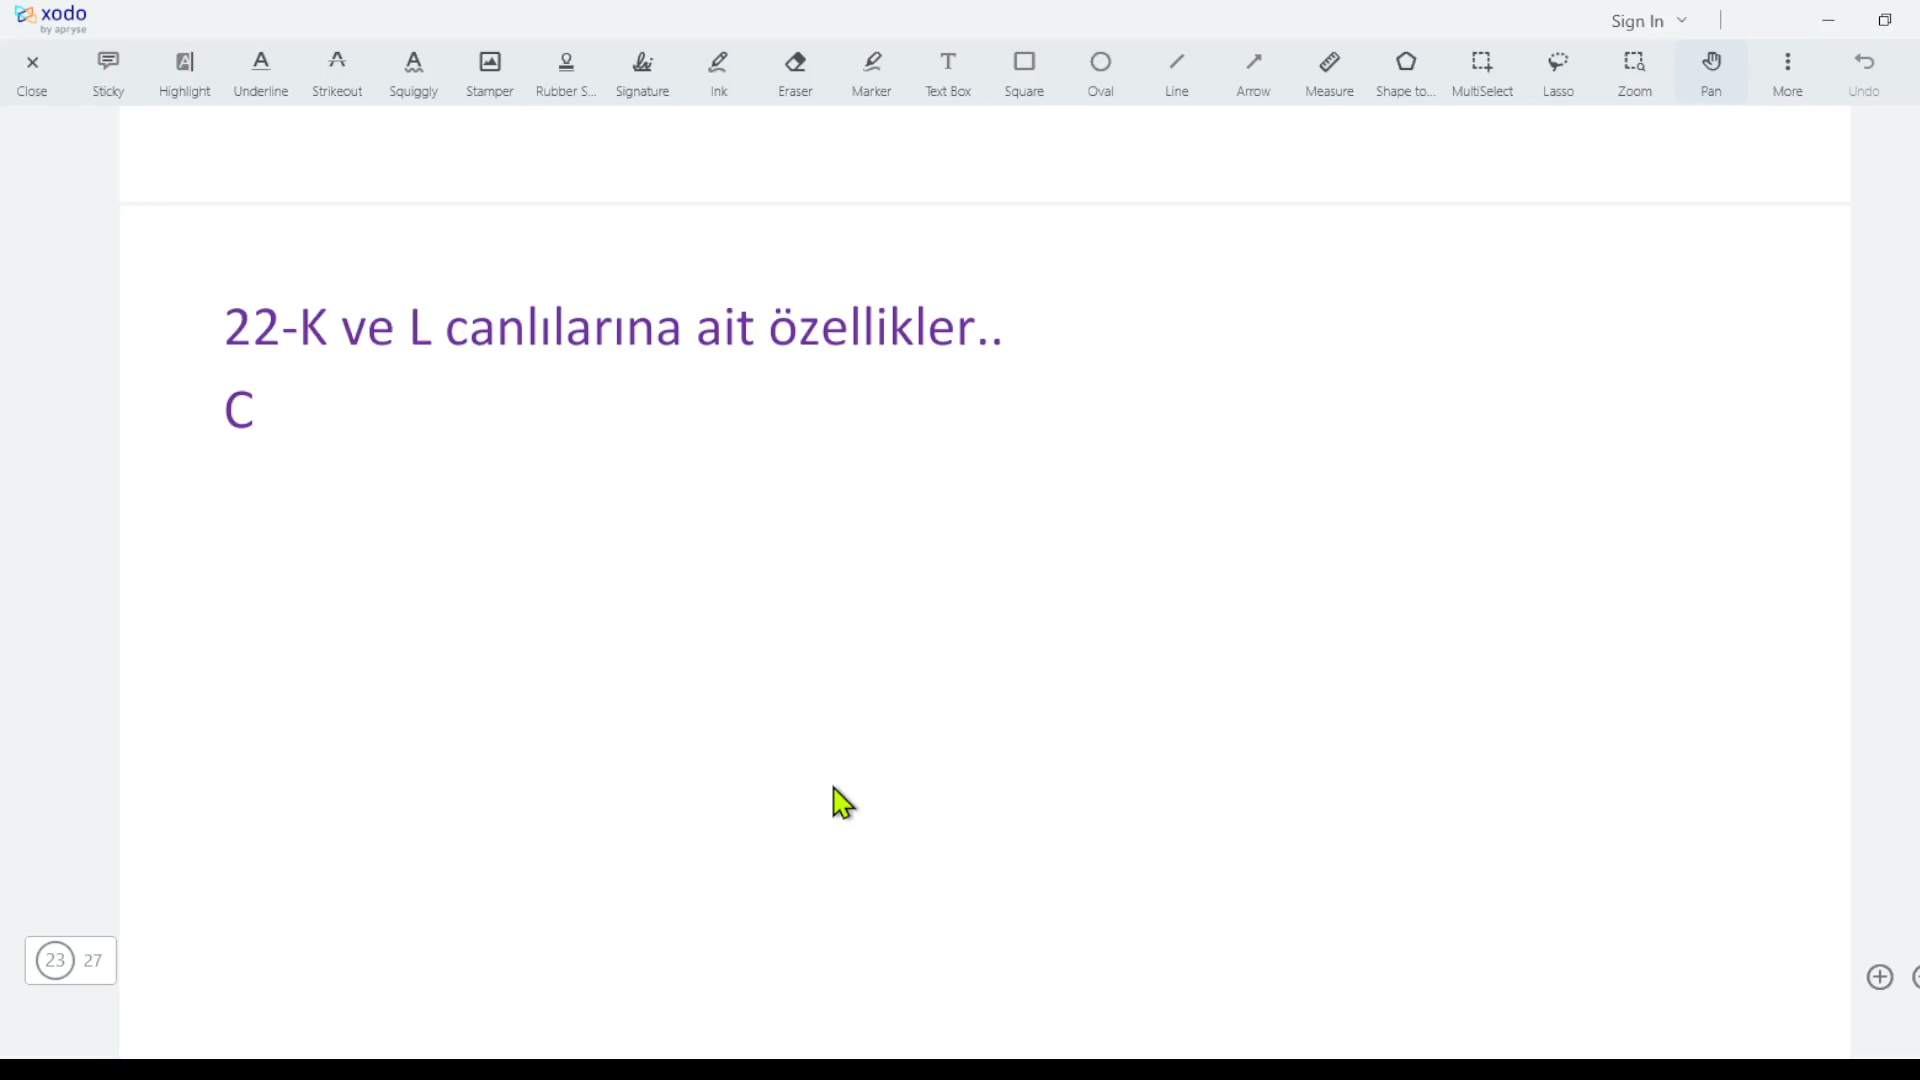 xodo
by apryse
Sign In
Close
Sticky
Highlight
Underline
Strikeout
Squiggly
Stamper
Rubber S...
Signature
Ink
Eraser
Marker
Text Box
Square
Oval
Line
Arrow
Measure
Shape to...
MultiSelect
Lasso
Zoom
Pan
More
Undo
22-K ve L canlılarına ait özellikler..
C
23 27